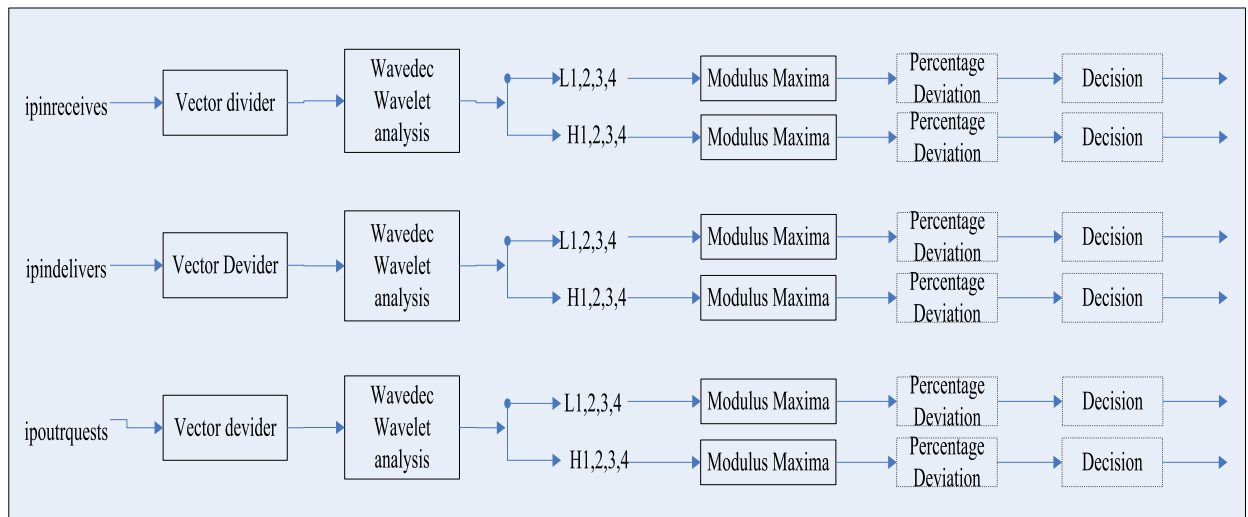 ipinreceives
Vector divider
Wavedec
Wavelet
analysis
L1,2,3,4
Modulus Maxima
Percentage
Deviation
Decision
H1,2,3,4
Modulus Maxima
Percentage
Deviation
Decision
ipindelivers
Vector Devider
Wavedec
Wavelet
analysis
L1,2,3,4
Modulus Maxima
Percentage
Deviation
Decision
H1,2,3,4
Modulus Maxima
Percentage
Deviation
Decision
ipoutrquests
Vector devider
Wavedec
Wavelet
analysis
L1,2,3,4
Modulus Maxima
Percentage
Deviation
Decision
H1,2,3,4
Modulus Maxima
Percentage
Deviation
Decision